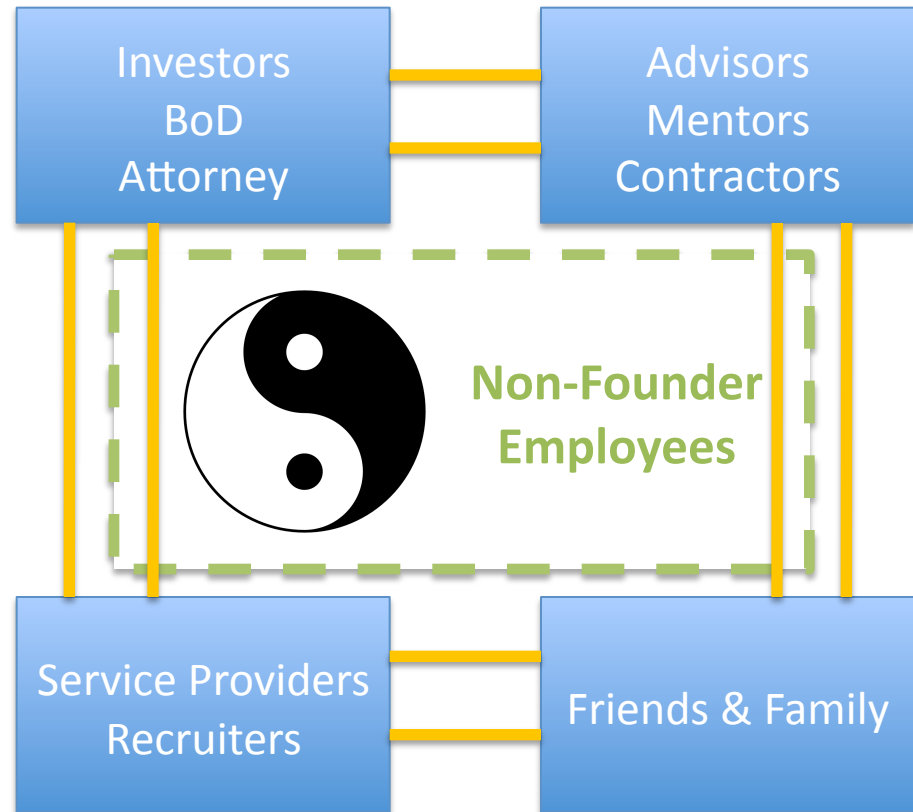 Investors
BoD
Attorney
Advisors
Mentors
Contractors
Non-Founder
Employees
Service Providers
Recruiters
Friends & Family